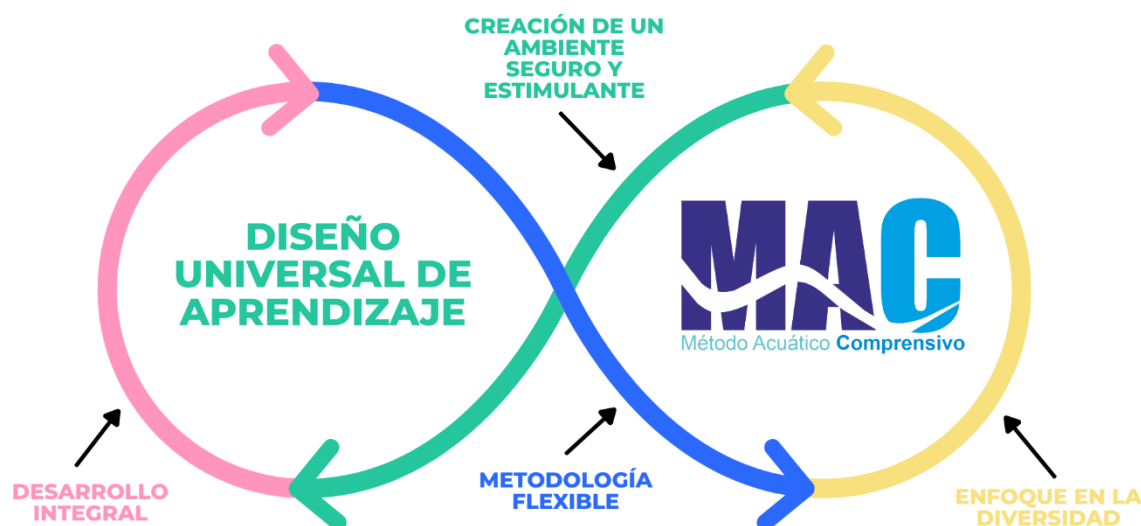 CREACIÓN DE UN
AMBIENTE
SEGURO Y
ESTIMULANTE
DISEÑO
UNIVERSAL DE
APRENDIZAJE
MAC
Método Acuático Comprensivo
DESARROLLO
INTEGRAL
METODOLOGÍA
FLEXIBLE
ENFOQUE EN LA
DIVERSIDAD